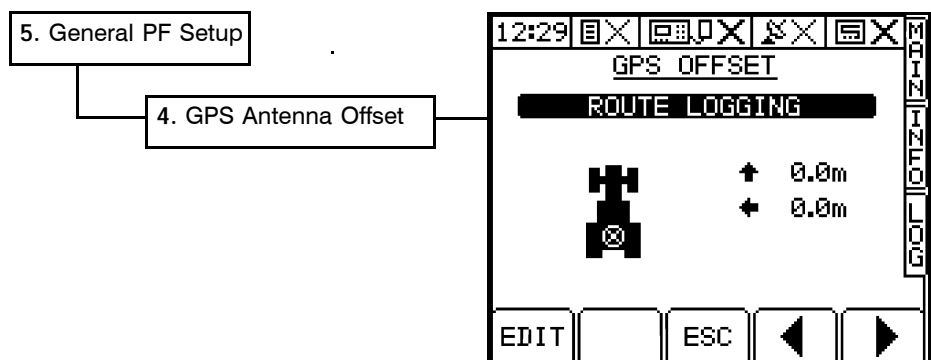 5. General PF Setup
4. GPS Antenna Offset
12:29
GPS OFFSET
ROUTE LOGGING
0.0m
0.0m
MAIN
INFO
LOG
EDIT
ESC